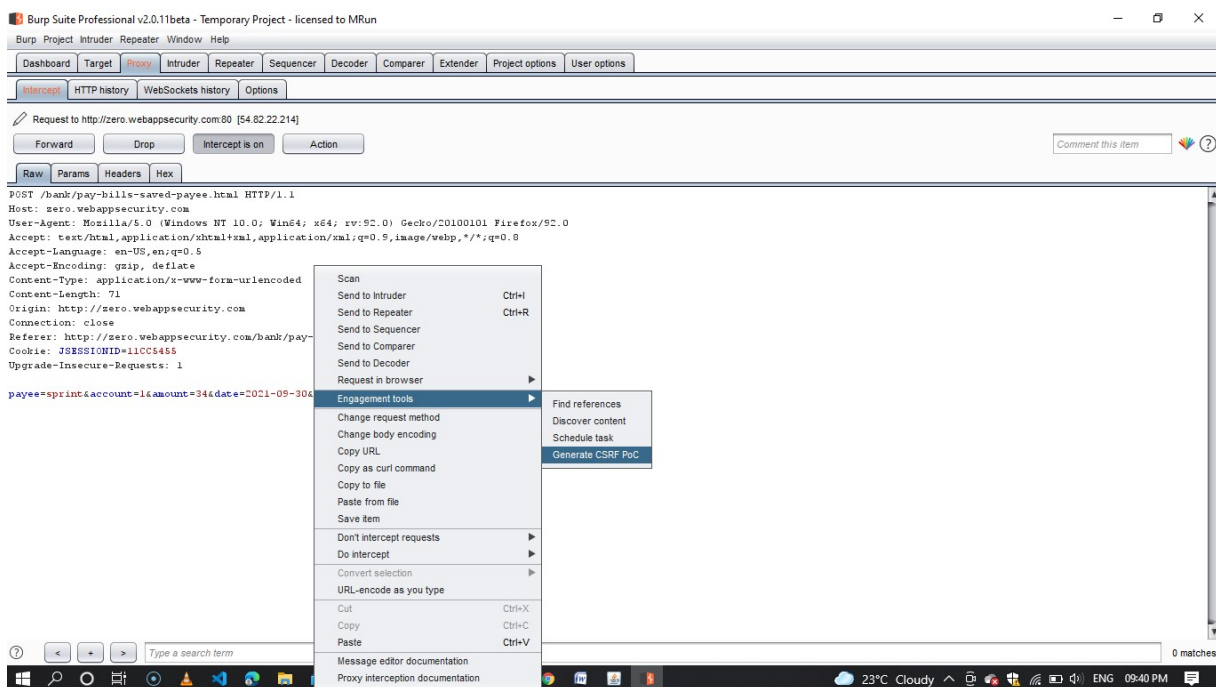 Burp Suite Professional v2.0.11beta - Temporary Project - licensed to MRun
Burp Project Intruder Repeater Window Help
Dashboard Target Proxy Intruder Repeater Sequencer Decoder Comparer Extender Project options User options
Intercept HTTP history WebSockets history Options
Request to http://zero.webappsecurity.com:80 [54.82.22.214]
Forward Drop Intercept is on Action Comment this item ?
Raw Params Headers Hex
POST /bank/pay-bills-saved-payee.html HTTP/1.1
Host: zero.webappsecurity.com
User-Agent: Mozilla/5.0 (Windows NT 10.0; Win64; x64; rv:92.0) Gecko/20100101 Firefox/92.0
Accept: text/html,application/xhtml+xml,application/xml;q=0.9,image/webp,*/*;q=0.8
Accept-Language: en-US,en;q=0.5
Accept-Encoding: gzip, deflate
Content-Type: application/x-www-form-urlencoded
Content-Length: 71
Origin: http://zero.webappsecurity.com
Connection: close
Referer: http://zero.webappsecurity.com/bank/pay-
Cookie: JSESSIONID=11CC5455
Upgrade-Insecure-Requests: 1
payee=sprint&account=1&amount=34&date=2021-09-30&
Scan
Send to Intruder Ctrl+I
Send to Repeater Ctrl+R
Send to Sequencer
Send to Comparer
Send to Decoder
Request in browser
Engagement tools
Change request method
Change body encoding
Copy URL
Copy as curl command
Copy to file
Paste from file
Save item
Don't intercept requests
Do intercept
Convert selection
URL-encode as you type
Cut Ctrl+X
Copy Ctrl+C
Paste Ctrl+V
Message editor documentation
Proxy interception documentation
Find references
Discover content
Schedule task
Generate CSRF PoC
? < + > Type a search term 0 matches
23°C Cloudy ENG 09:40 PM